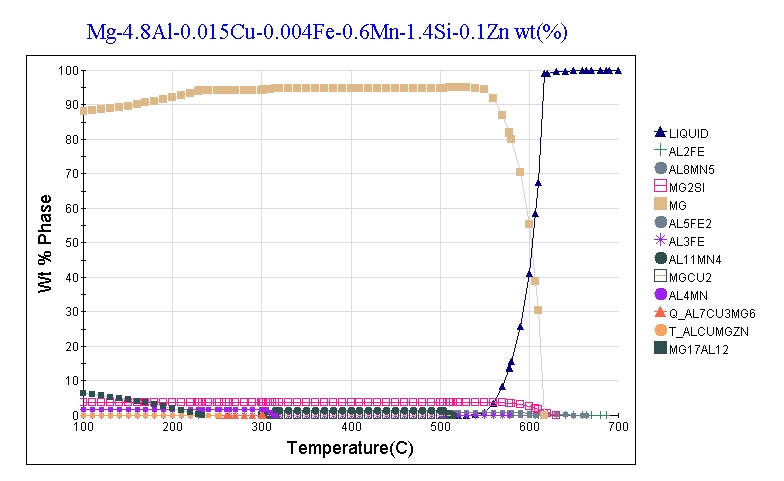 Mg-4.8Al-0.015Cu-0.004Fe-0.6Mn-1.4Si-0.1Zn wt(%)
100
90
80
70
60
50
40
30
20
10
0
Wt % Phase
100 200 300 400 500 600 700
Temperature(C)
LIQUID
AL2FE
AL8MN5
MG2SI
MG
AL5FE2
AL3FE
AL11MN4
MGCU2
AL4MN
Q_AL7CU3MG6
T_ALCUMGZN
MG17AL12